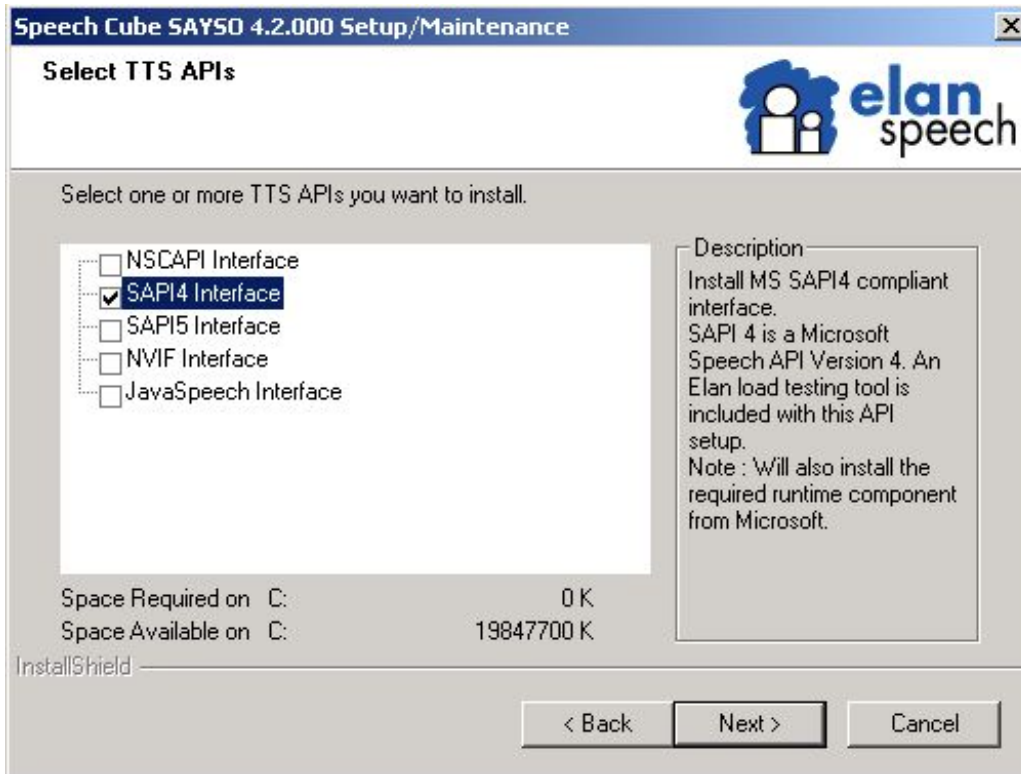 Speech Cube SAYSO 4.2.000 Setup/Maintenance
Select TTS APIs
elan
speech
Select one or more TTS APIs you want to install.
NSCAPI Interface
SAPI4 Interface
SAPI5 Interface
NVIF Interface
JavaSpeech Interface
Description
Install MS SAPI4 compliant
interface.
SAPI 4 is a Microsoft
Speech API Version 4. An
Elan load testing tool is
included with this API
setup.
Note : Will also install the
required runtime component
from Microsoft.
Space Required on C: 0 K
Space Available on C: 19847700 K
InstallShield
< Back Next > Cancel